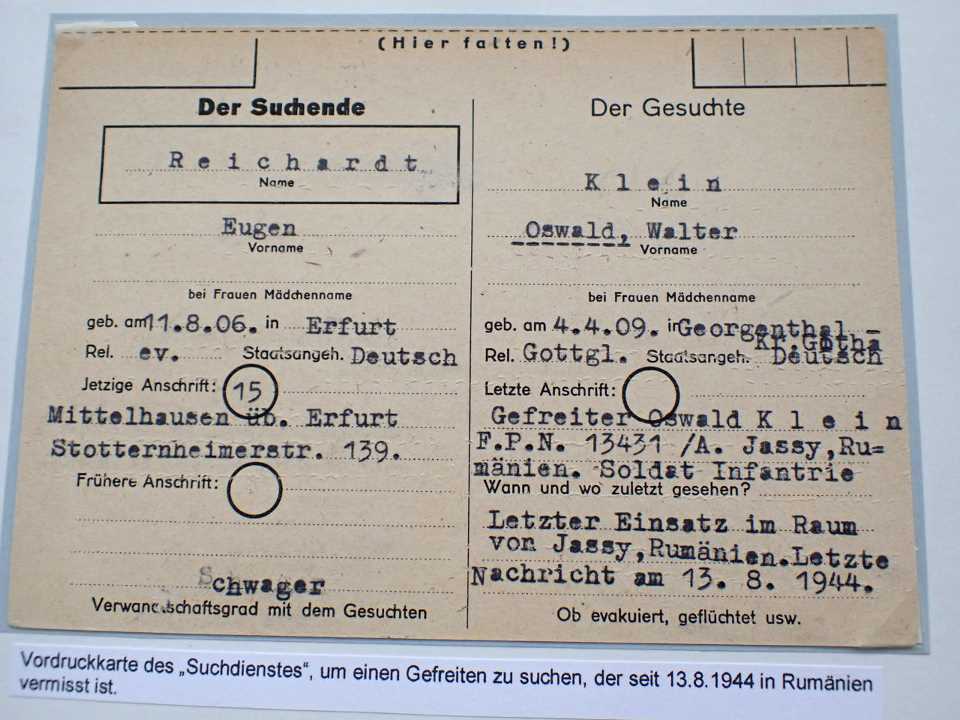 (Hier falten!)
Der Suchende
Reichardt
Name
Eugen
Vorname
bei Frauen Mädchenname
geb. am 11.8.06. in Erfurt
Rel. ev. Staatsangeh. Deutsch
Jetzige Anschrift: 15
Mittelhausen üb. Erfurt
Stotternheimerstr. 139.
Frühere Anschrift:
Schwager
Verwandschaftsgrad mit dem Gesuchten
Der Gesuchte
Klein
Name
Oswald, Walter
Vorname
bei Frauen Mädchenname
geb. am 4.4.09. in Georgenthal -
Kr. Gotha
Rel. Gottgl. Staatsangeh. Deutsch
Letzte Anschrift:
Gefreiter Oswald Klein
F.P.N. 13431 /A. Jassy, Ru=
mänien. Soldat Infantrie
Wann und wo zuletzt gesehen?
Letzter Einsatz im Raum
von Jassy, Rumänien. Letzte
Nachricht am 13. 8. 1944.
Ob evakuiert, geflüchtet usw.
Vordruckkarte des „Suchdienstes“, um einen Gefreiten zu suchen, der seit 13.8.1944 in Rumänien
vermisst ist.